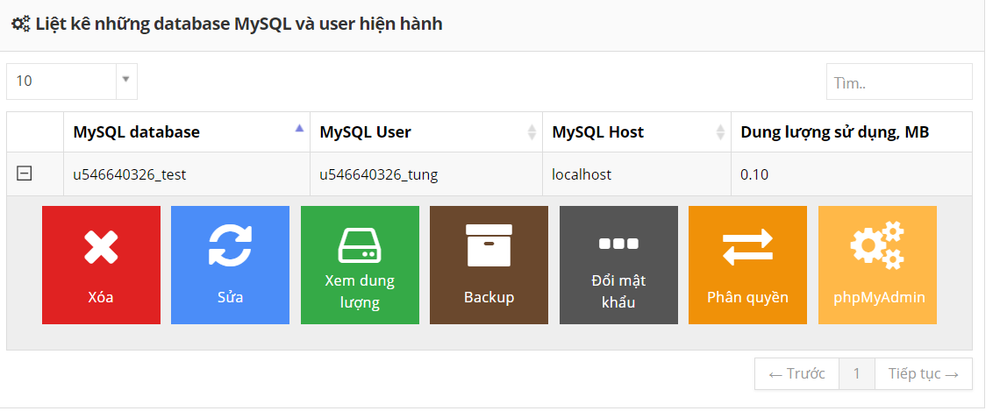 Liệt kê những database MySQL và user hiện hành
10
Tìm..
MySQL database MySQL User MySQL Host Dung lượng sử dụng, MB
u546640326_test u546640326_tung localhost 0.10
Xóa
Sửa
Xem dung
lượng
Backup
Đổi mật
khẩu
Phân quyền
phpMyAdmin
← Trước 1 Tiếp tục →